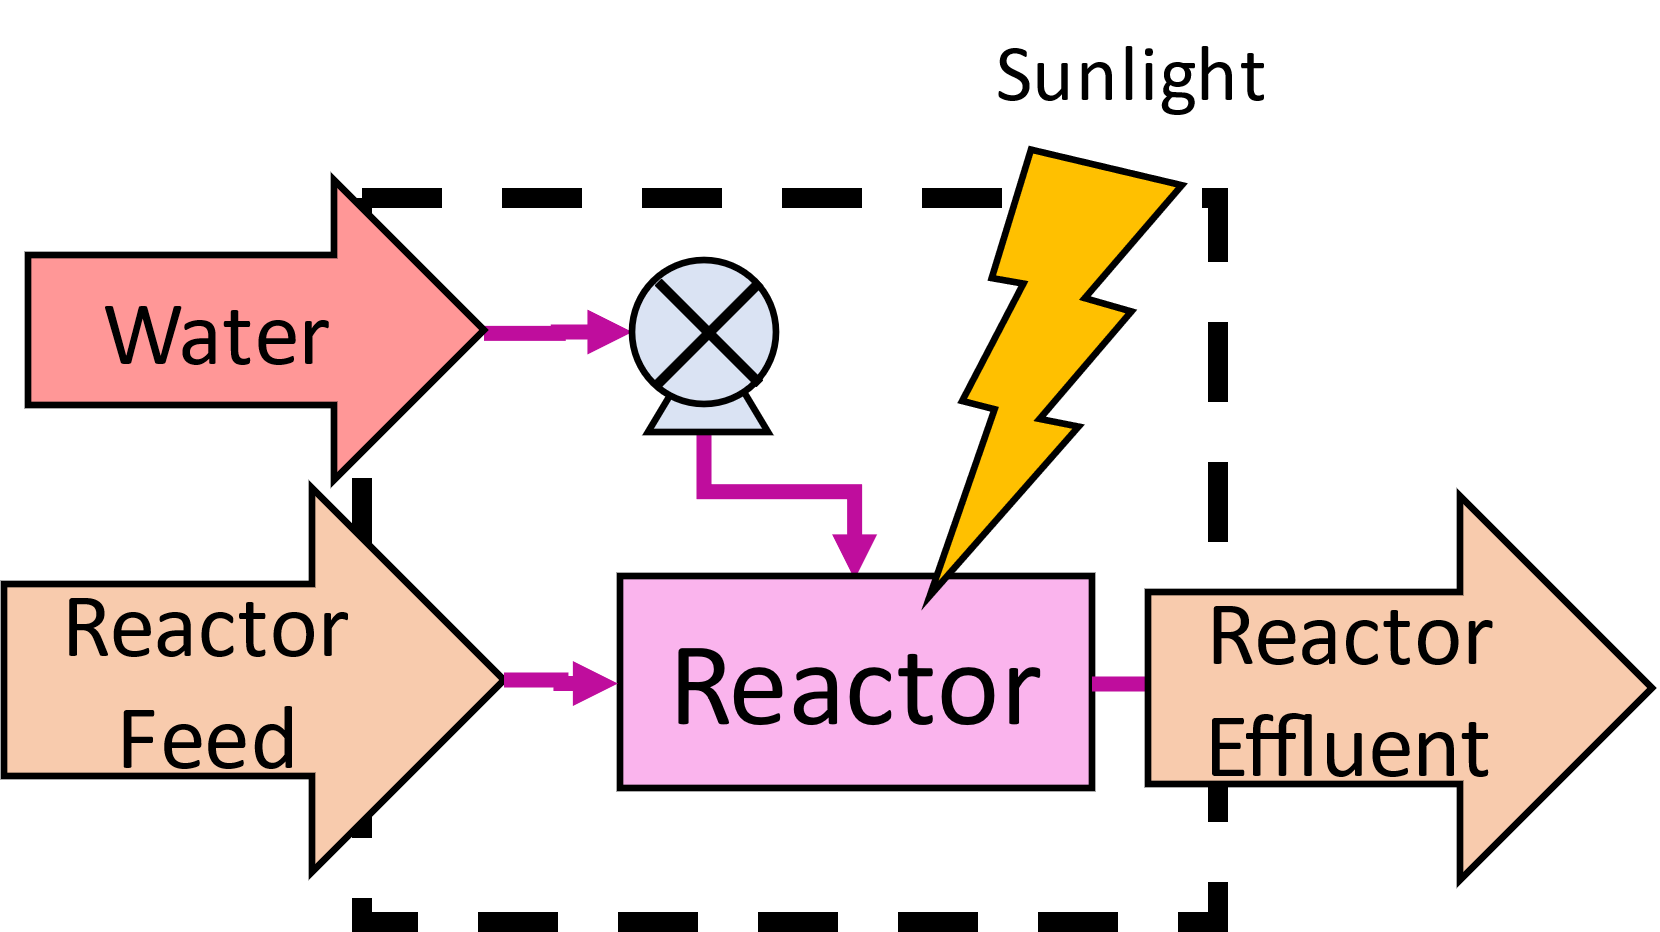 Sunlight
Water
Reactor
Feed
Reactor
Reactor
Effluent